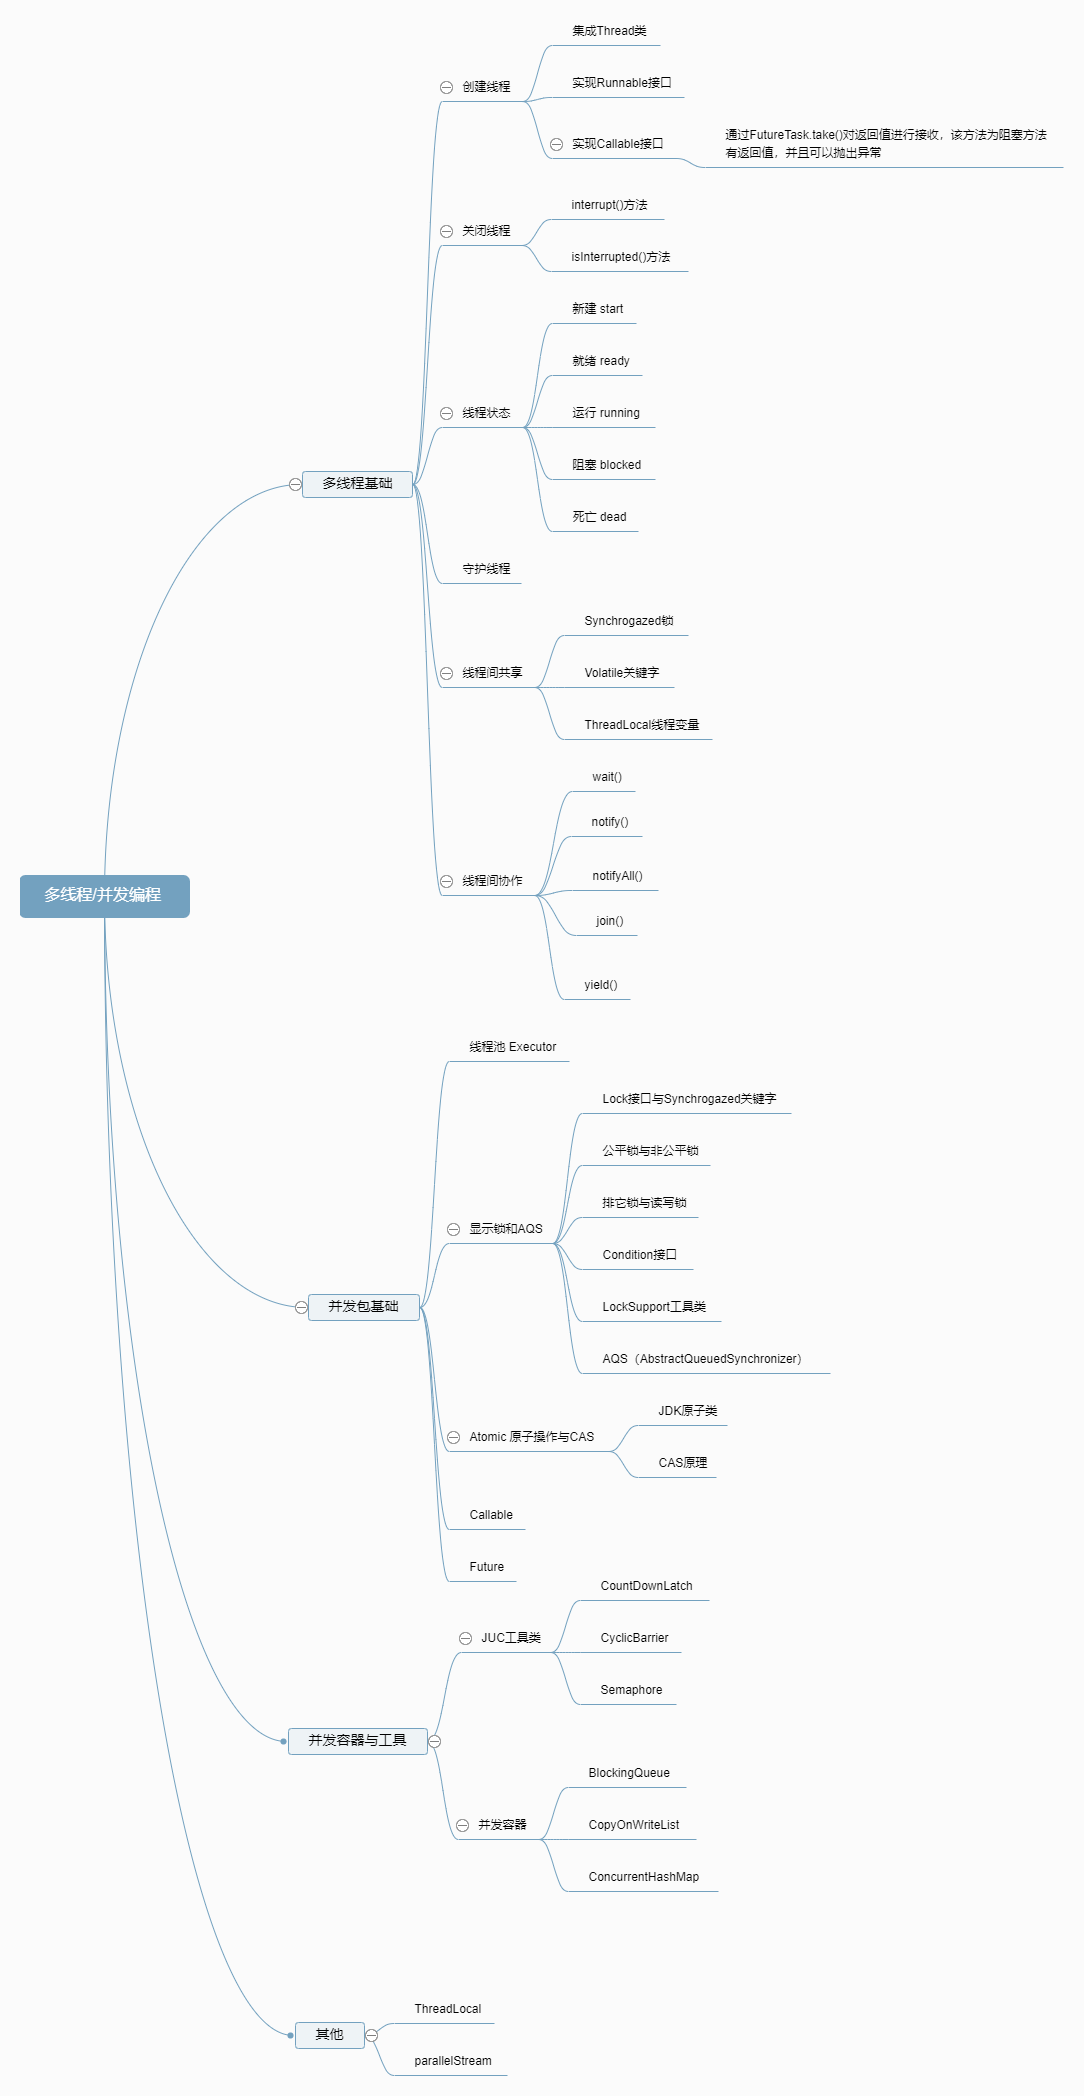 多线程/并发编程
多线程基础
创建线程
集成Thread类
实现Runnable接口
实现Callable接口
通过FutureTask.take()对返回值进行接收，该方法为阻塞方法
有返回值，并且可以抛出异常
关闭线程
interrupt()方法
isInterrupted()方法
线程状态
新建 start
就绪 ready
运行 running
阻塞 blocked
死亡 dead
守护线程
线程间共享
Synchrogazed锁
Volatile关键字
ThreadLocal线程变量
线程间协作
wait()
notify()
notifyAll()
join()
yield()
并发包基础
线程池 Executor
显示锁和AQS
Lock接口与Synchrogazed关键字
公平锁与非公平锁
排它锁与读写锁
Condition接口
LockSupport工具类
AQS（AbstractQueuedSynchronizer）
Atomic 原子操作与CAS
JDK原子类
CAS原理
Callable
Future
并发容器与工具
JUC工具类
CountDownLatch
CyclicBarrier
Semaphore
并发容器
BlockingQueue
CopyOnWriteList
ConcurrentHashMap
其他
ThreadLocal
parallelStream